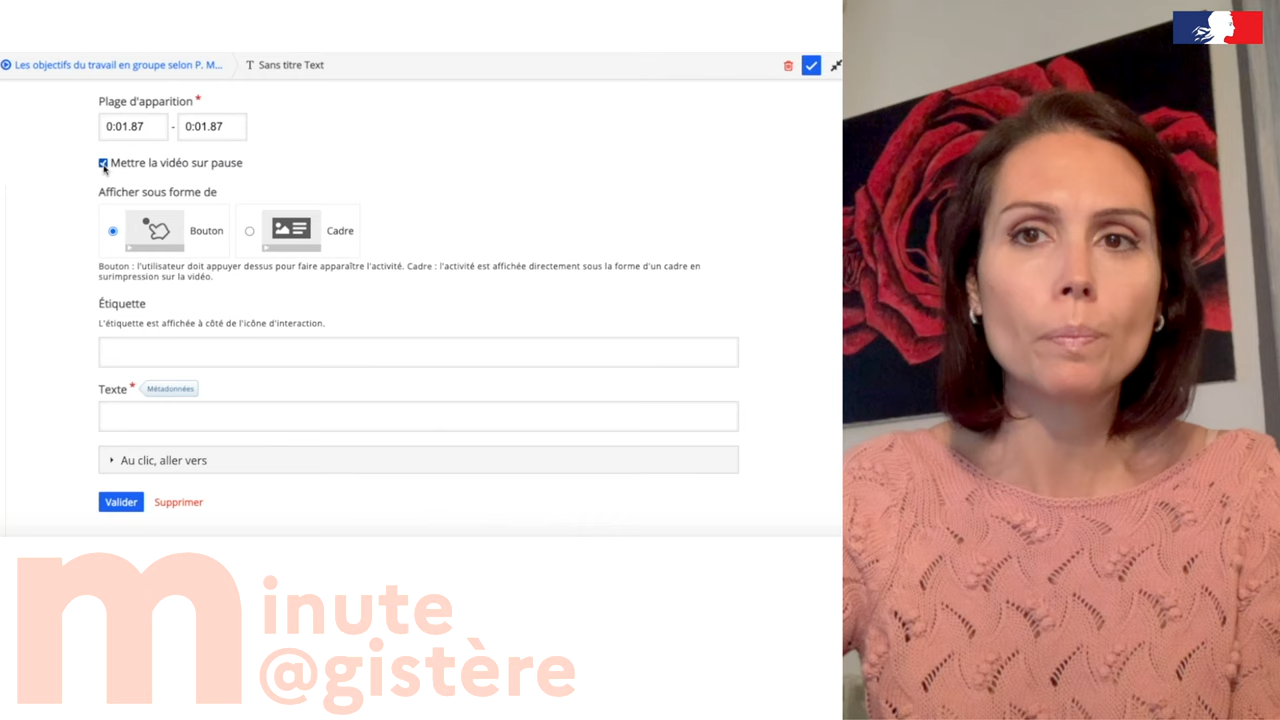 Les objectifs du travail en groupe selon P. M...
T Sans titre Text
Plage d'apparition *
0:01.87 - 0:01.87
Mettre la vidéo sur pause
Afficher sous forme de
Bouton
Cadre
Bouton : l'utilisateur doit appuyer dessus pour faire apparaître l'activité. Cadre : l'activité est affichée directement sous la forme d'un cadre en
surimpression sur la vidéo.
Étiquette
L'étiquette est affichée à côté de l'icône d'interaction.
Texte * Métadonnées
Au clic, aller vers
Valider Supprimer
minute
@gistère